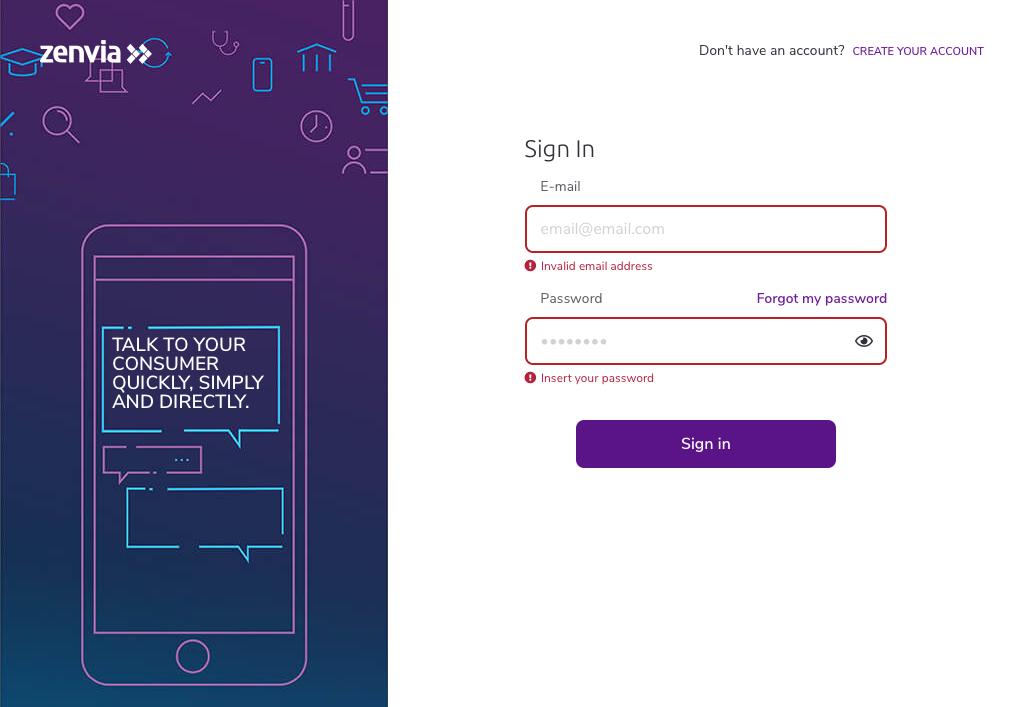 zenvia
Don't have an account? CREATE YOUR ACCOUNT
Sign In
E-mail
email@email.com
Invalid email address
Password Forgot my password
Insert your password
Sign in
TALK TO YOUR
CONSUMER
QUICKLY, SIMPLY
AND DIRECTLY.